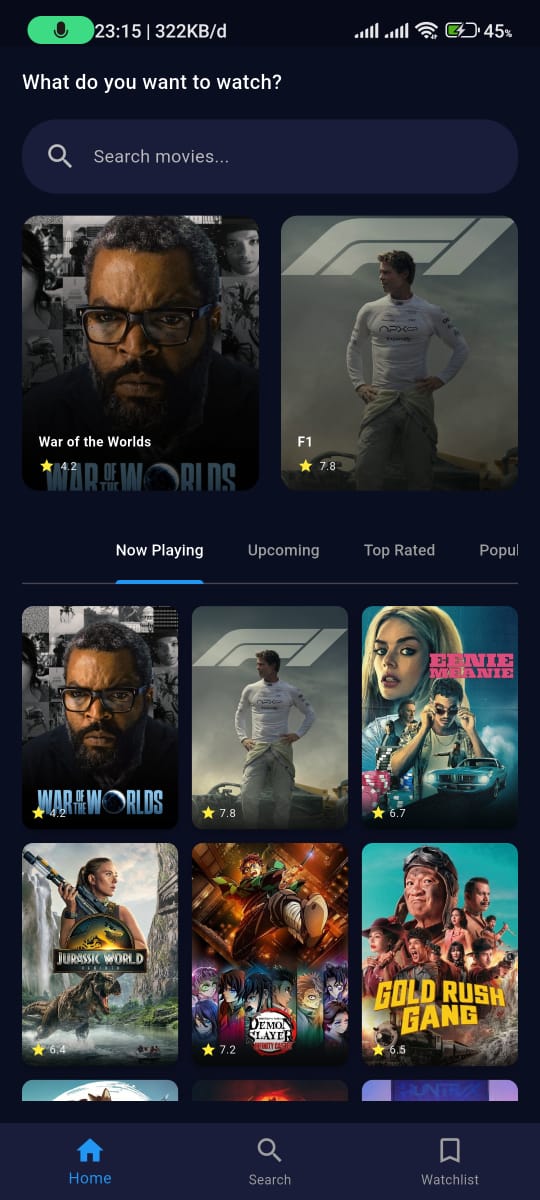 23:15 | 322KB/d 45%
What do you want to watch?
Search movies...
War of the Worlds
4.2
WAR OF THE WORLDS
F1
7.8
Now Playing Upcoming Top Rated Popul
WAR OF THE WORLDS
4.2
7.8
EENIE MEANIE
6.7
JURASSIC WORLD
REBIRTH
6.4
DEMON SLAYER
INFINITY CASTLE
7.2
GOLD RUSH GANG
6.5
Home Search Watchlist